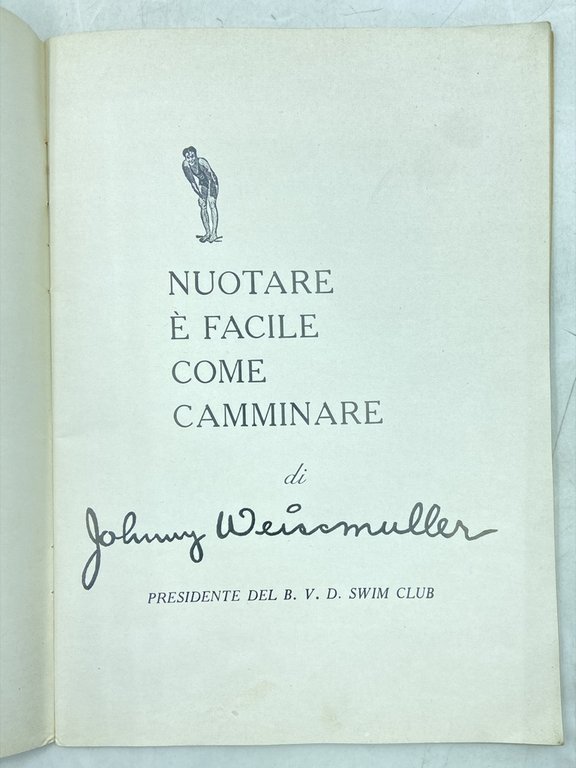 NUOTARE
È FACILE
COME
CAMMINARE
di
Johnny Weissmuller
PRESIDENTE DEL B. V. D. SWIM CLUB